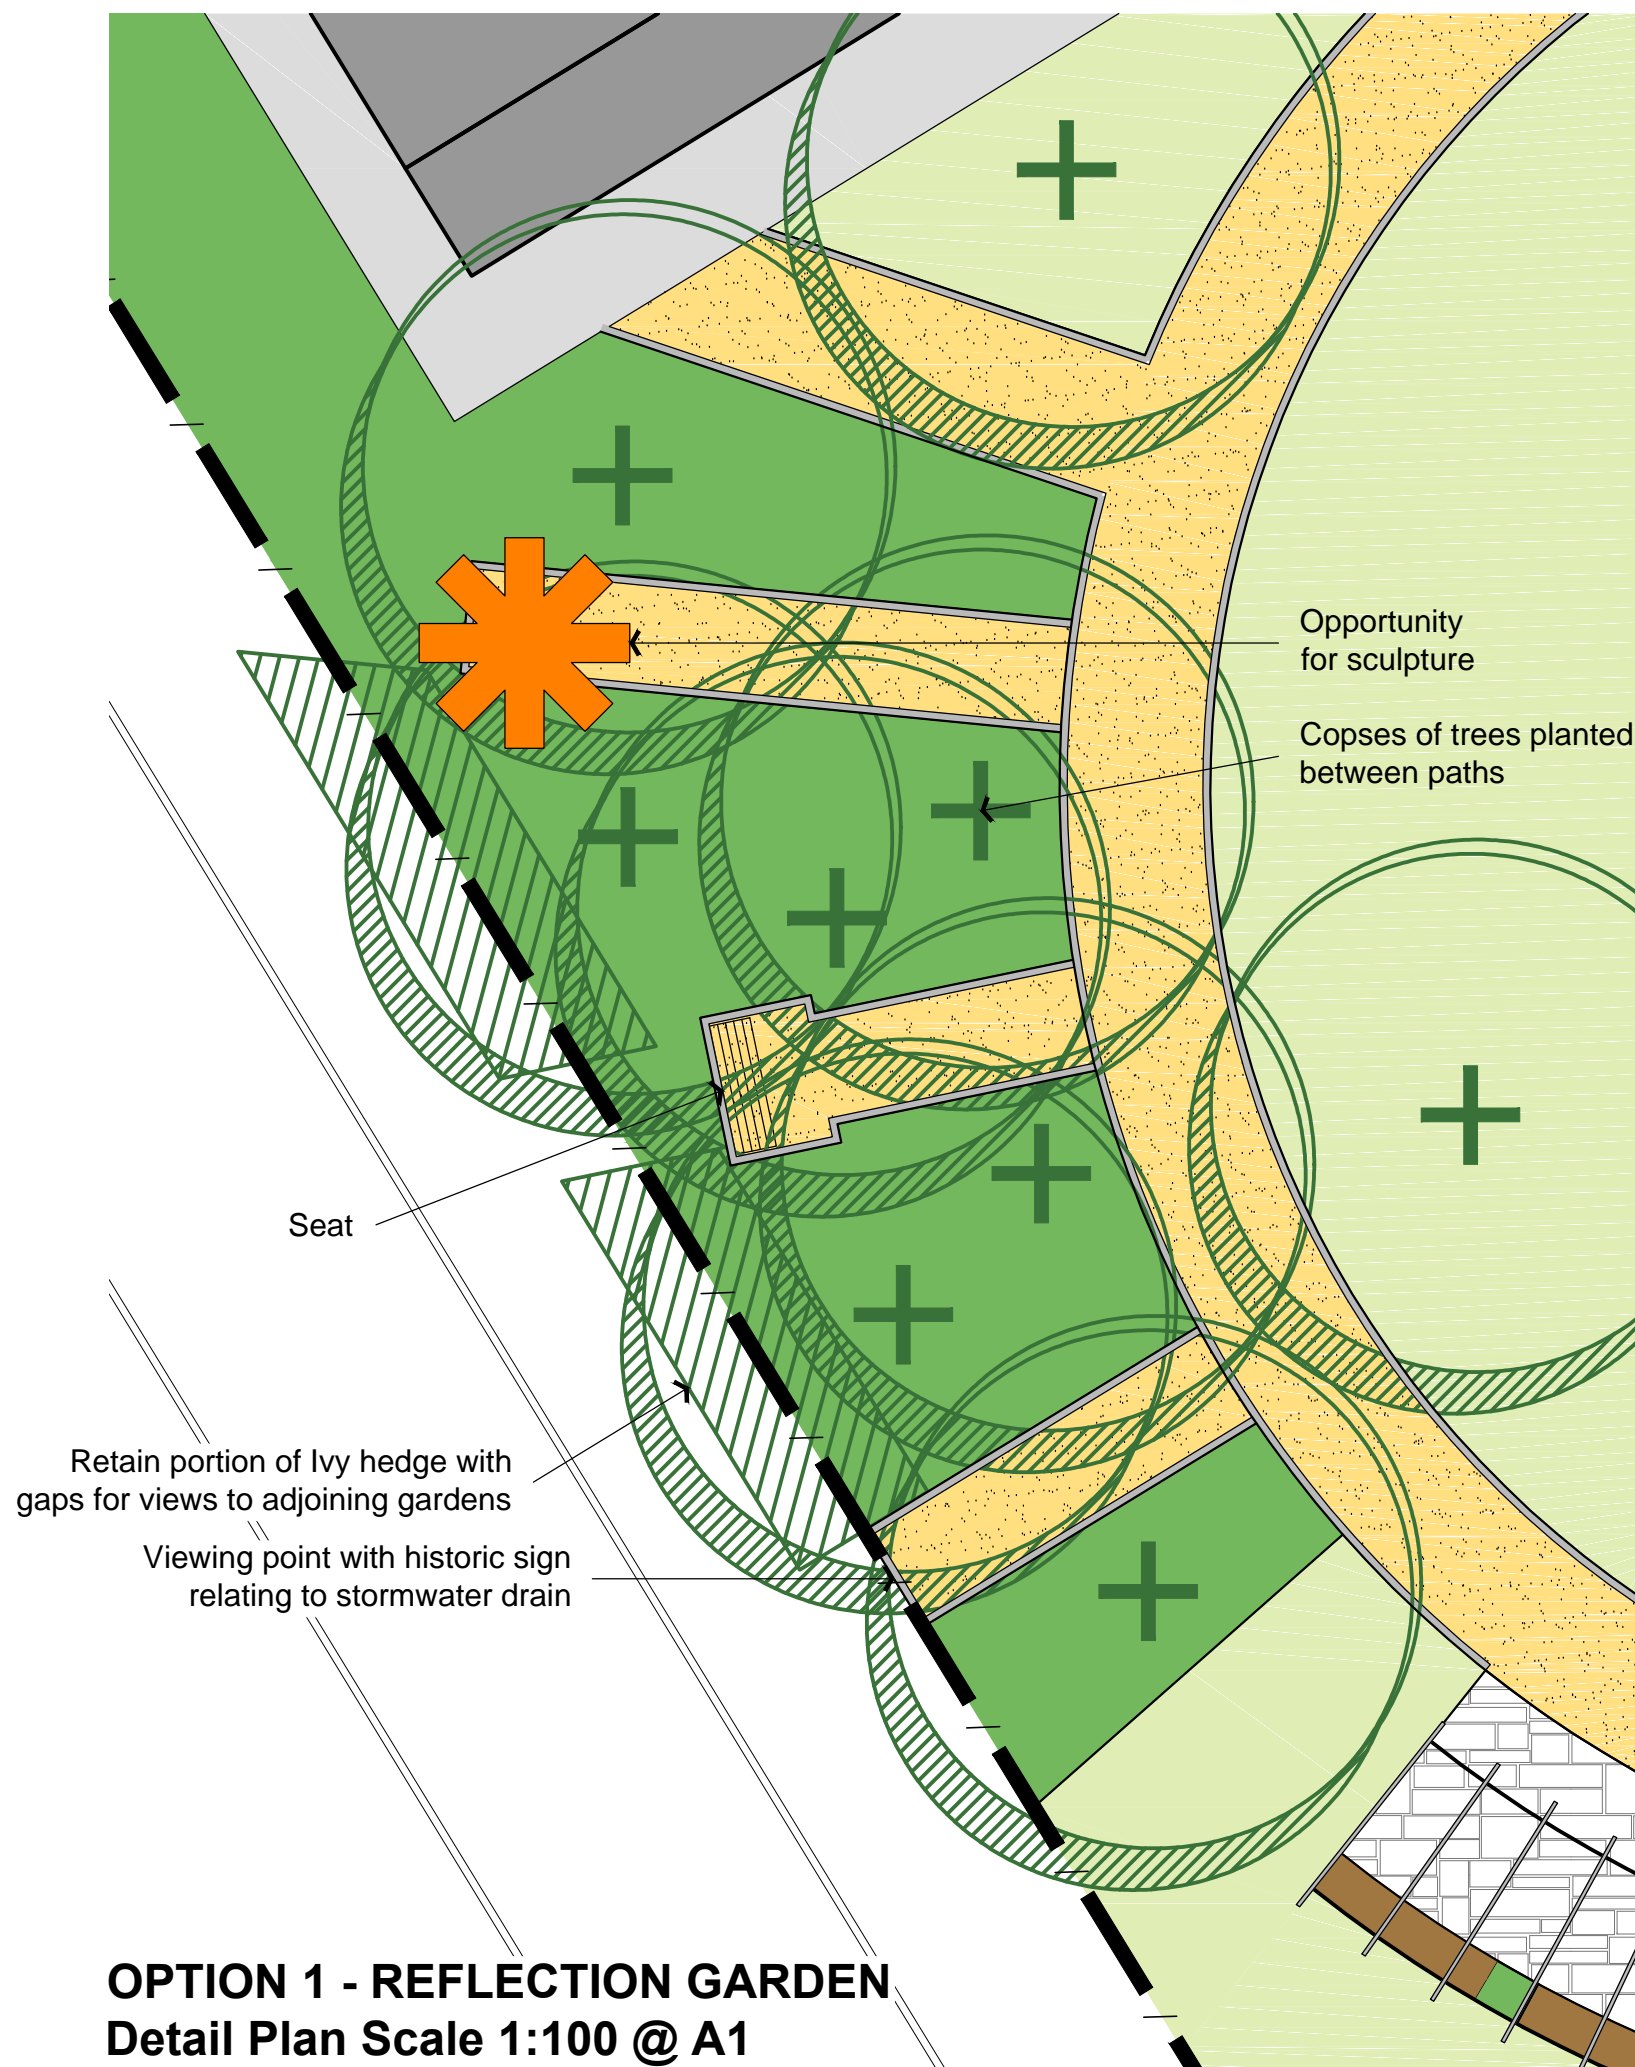 Opportunity
for sculpture
Copses of trees planted
between paths
Seat
Retain portion of Ivy hedge with
gaps for views to adjoining gardens
Viewing point with historic sign
relating to stormwater drain
OPTION 1 - REFLECTION GARDEN
Detail Plan Scale 1:100 @ A1